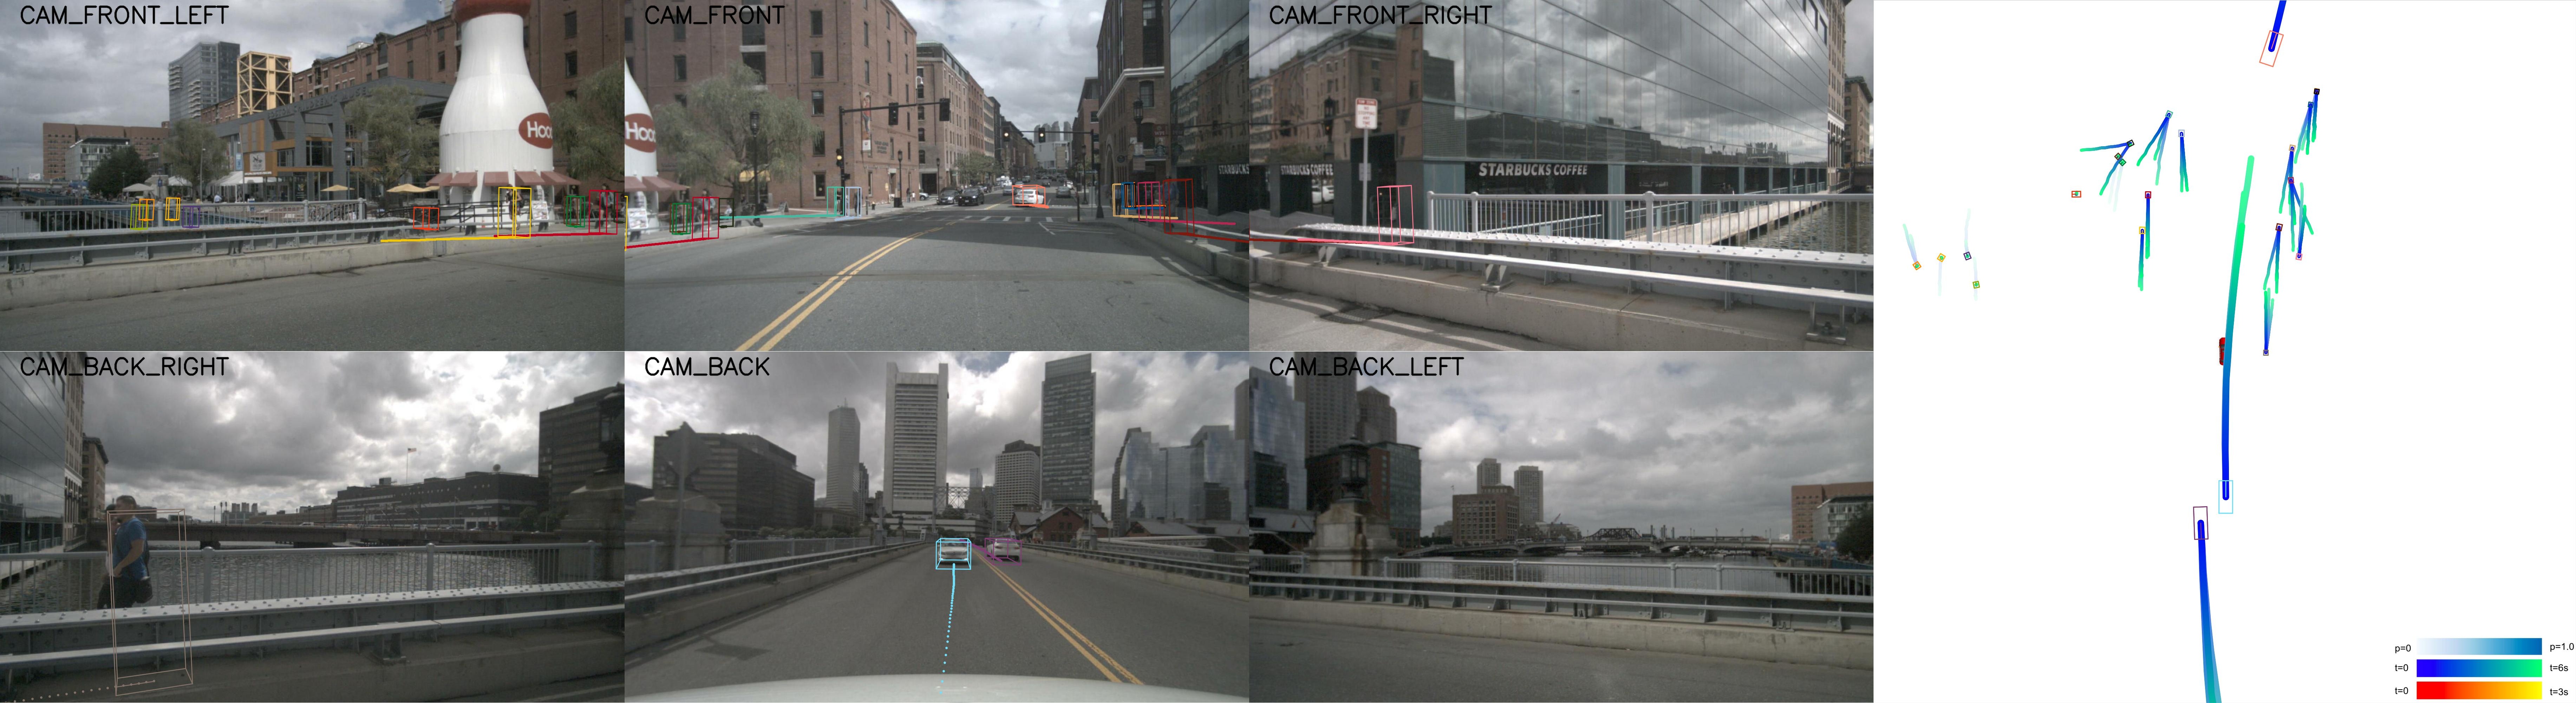 CAM_FRONT_LEFT
CAM_FRONT
CAM_FRONT_RIGHT
Hoo
Hoo
STARBUCKS
STARBUCKS COFFEE
STARBUCKS COFFEE
CAM_BACK_RIGHT
CAM_BACK
CAM_BACK_LEFT
p=0
p=1.0
t=0
t=6s
t=0
t=3s